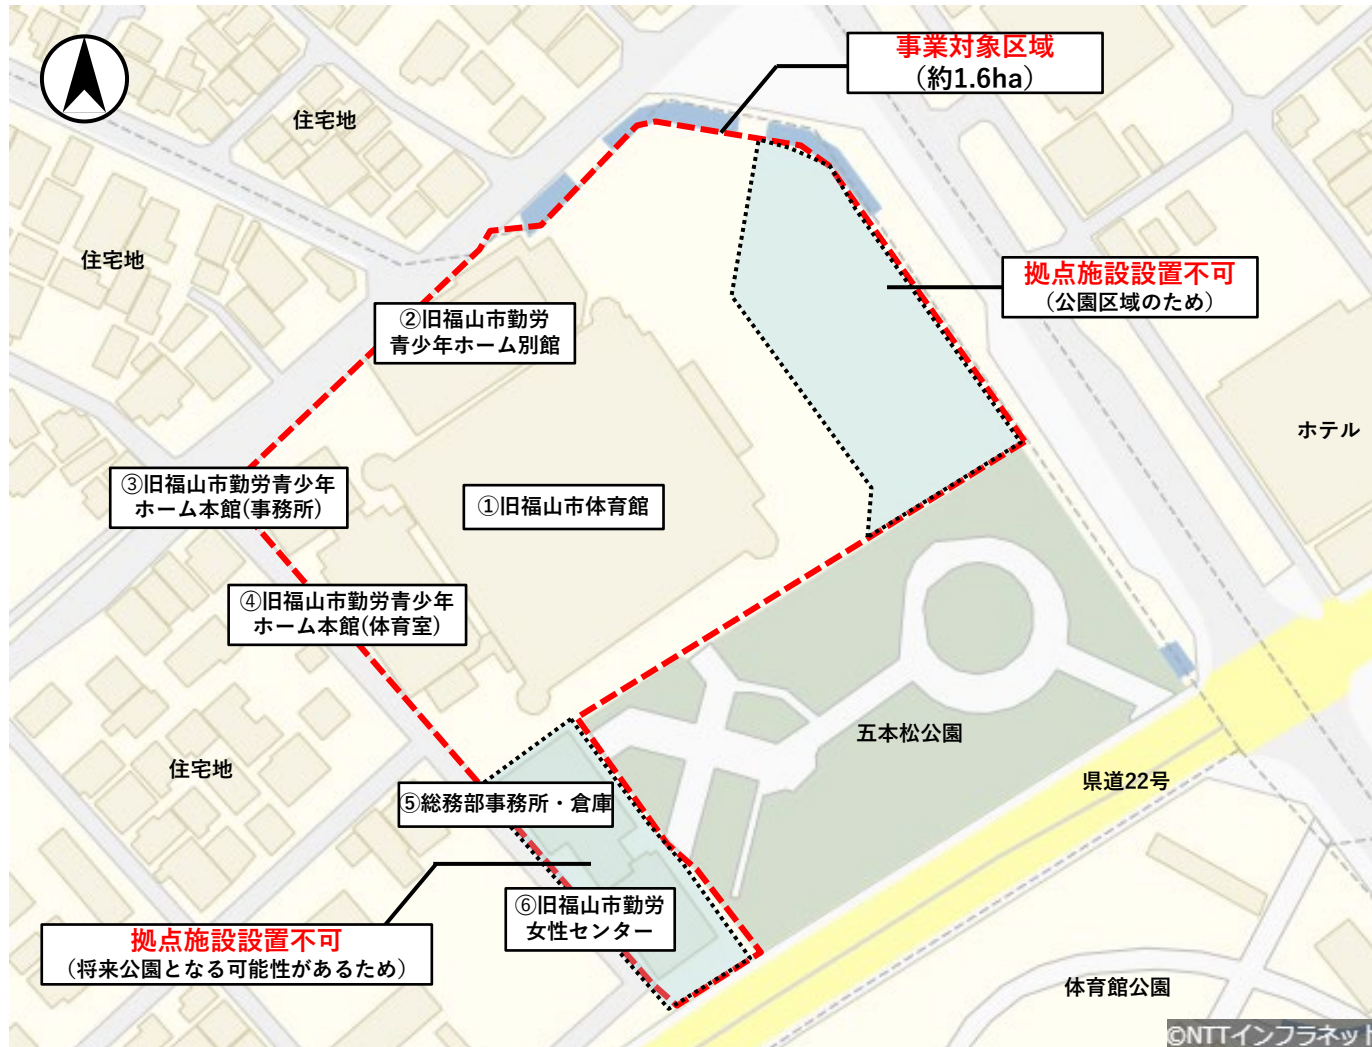 事業対象区域
（約1.6ha）
住宅地
住宅地
拠点施設設置不可
（公園区域のため）
②旧福山市勤労
青少年ホーム別館
ホテル
③旧福山市勤労青少年
ホーム本館(事務所)
①旧福山市体育館
④旧福山市勤労青少年
ホーム本館(体育室)
五本松公園
住宅地
県道22号
⑤総務部事務所・倉庫
⑥旧福山市勤労
女性センター
拠点施設設置不可
（将来公園となる可能性があるため）
体育館公園
©NTTインフラネット